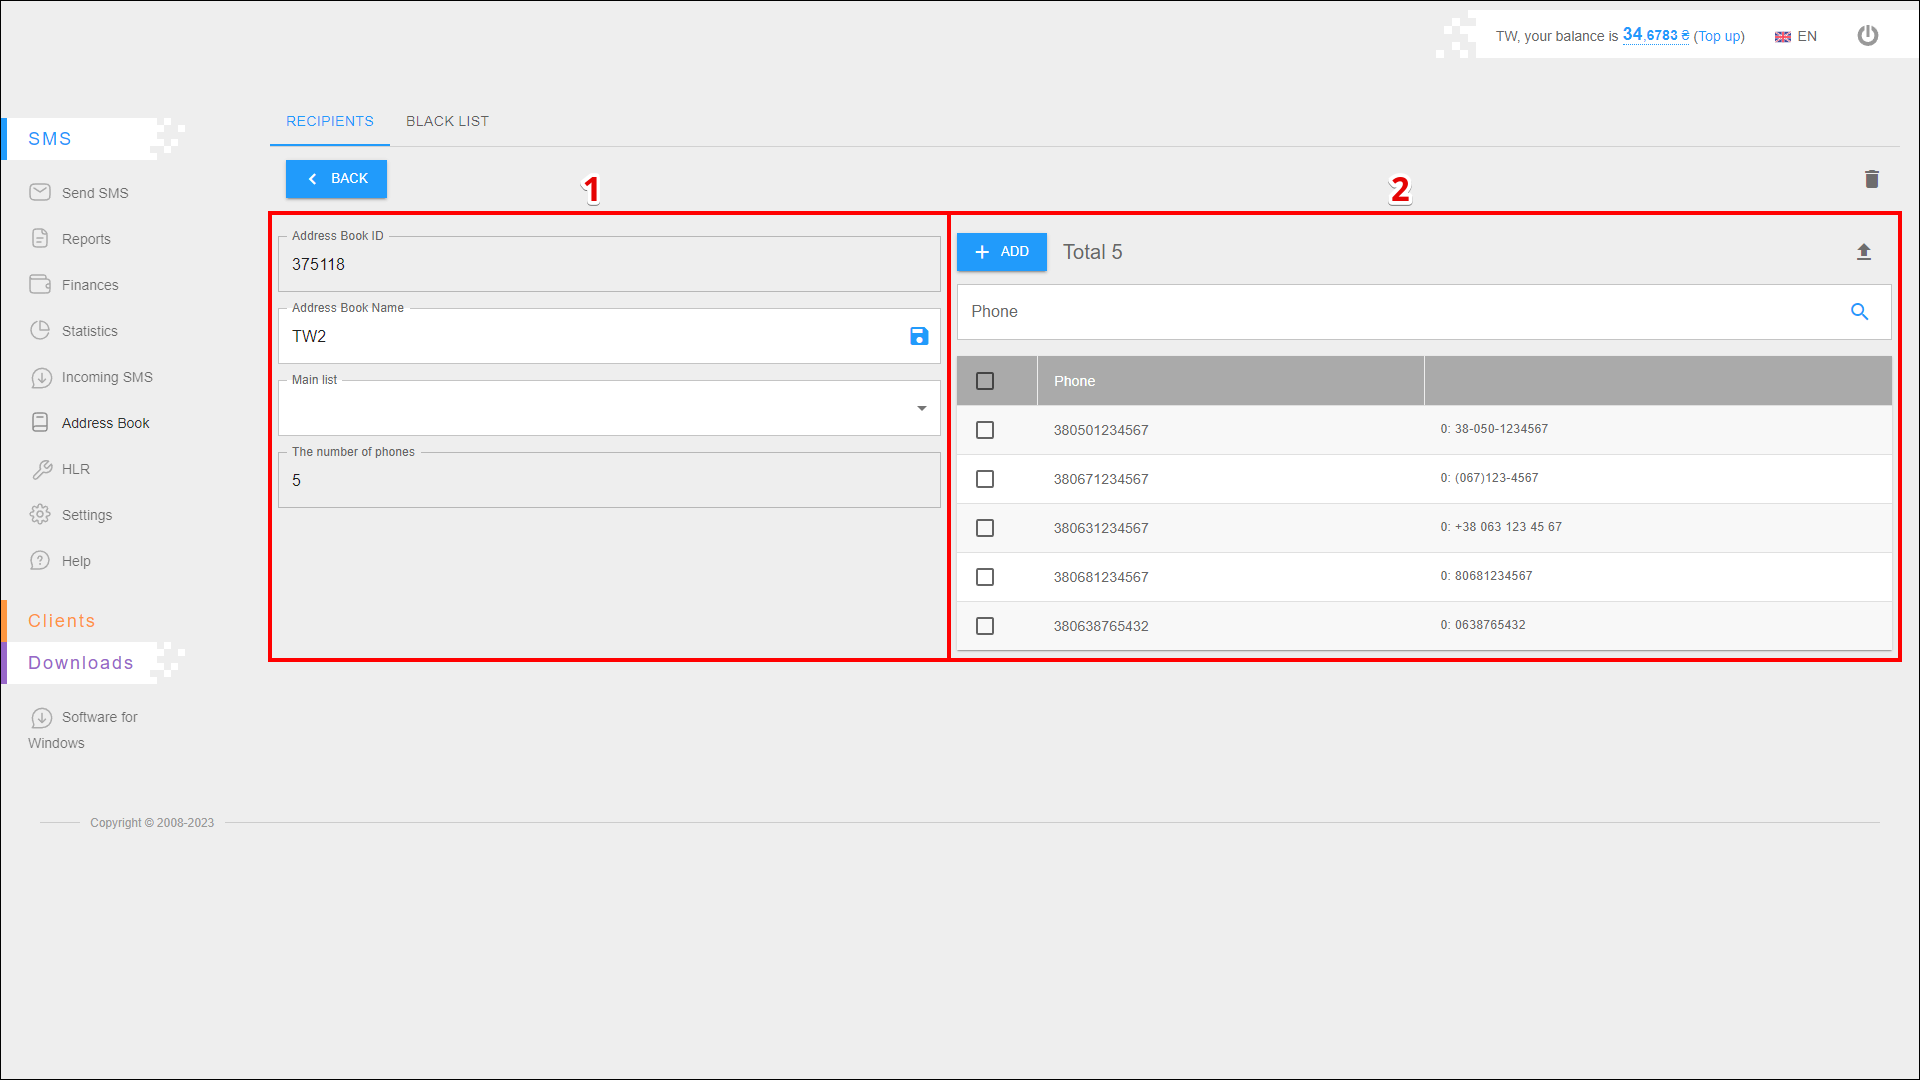 TW, your balance is 34,6783 ₴ (Top up)
EN
SMS
Send SMS
Reports
Finances
Statistics
Incoming SMS
Address Book
HLR
Settings
Help
Clients
Downloads
Software for
Windows
RECIPIENTS
BLACK LIST
BACK
1
2
Address Book ID
375118
Address Book Name
TW2
Main list
The number of phones
5
ADD
Total 5
Phone
Phone
380501234567 0: 38-050-1234567
380671234567 0: (067)123-4567
380631234567 0: +38 063 123 45 67
380681234567 0: 80681234567
380638765432 0: 0638765432
Copyright © 2008-2023